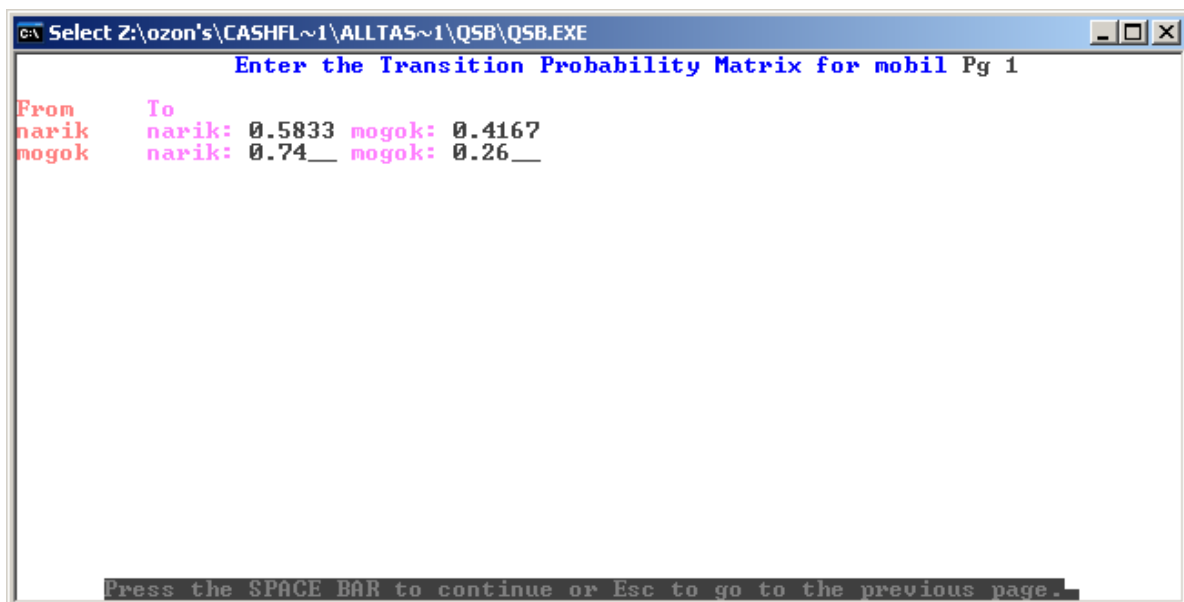 Select Z:\ozon's\CASHFL~1\ALLTAS~1\QSB\QSB.EXE
Enter the Transition Probability Matrix for mobil Pg 1
From To
narik narik: 0.5833 mogok: 0.4167
mogok narik: 0.74__ mogok: 0.26__
Press the SPACE BAR to continue or Esc to go to the previous page.